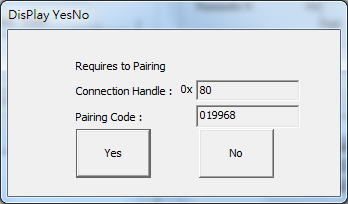 DisPlay YesNo
Requires to Pairing
Connection Handle : 0x 80
Pairing Code : 019968
Yes No